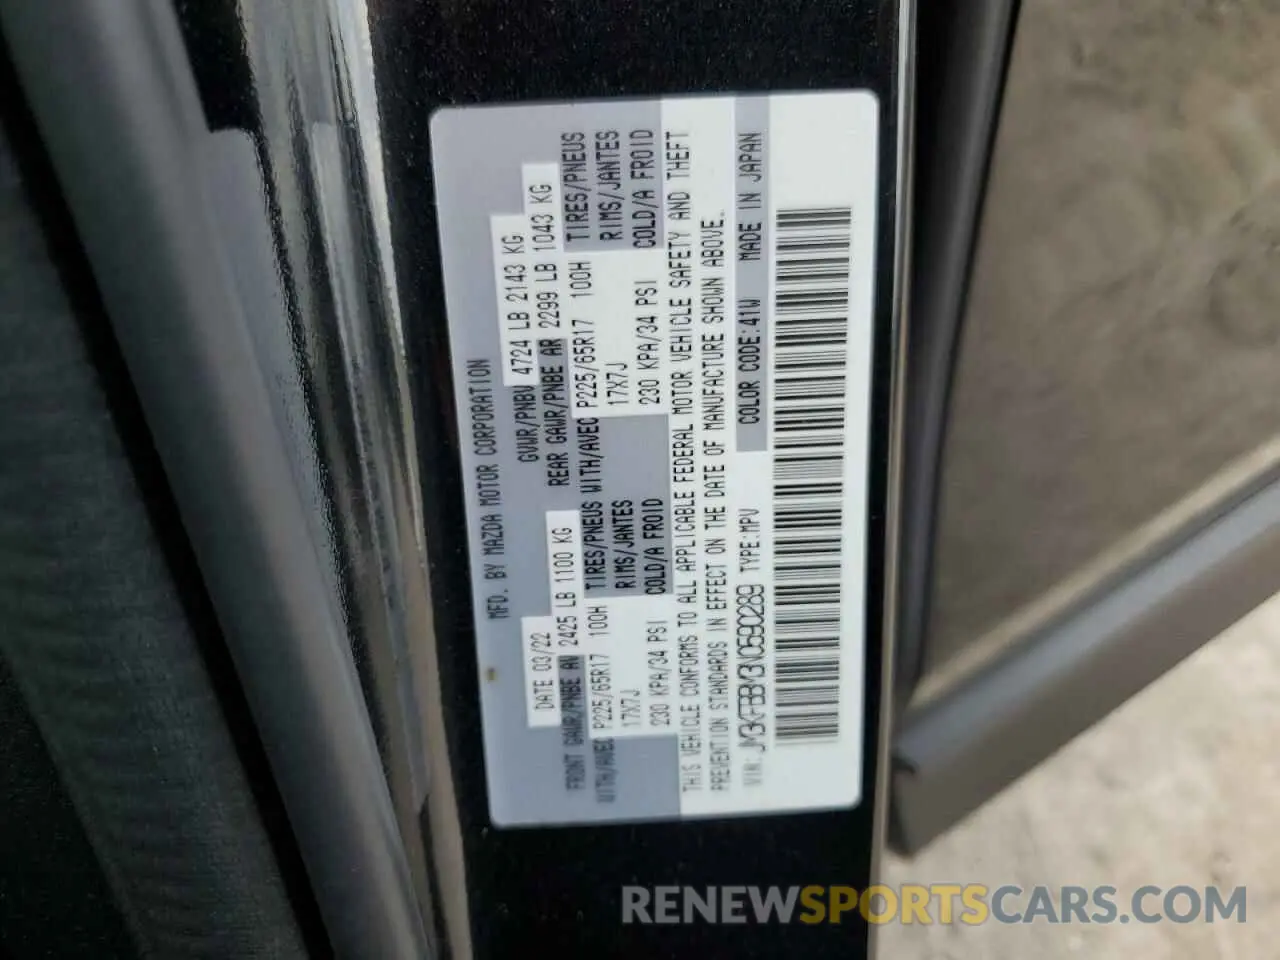 MFD. BY MAZDA MOTOR CORPORATION
DATE 03/22 GVWR/PNBV 4724 LB 2143 KG
FRONT GAWR/PNBE AV 2425 LB 1100 KG REAR GAWR/PNBE AR 2299 LB 1043 KG
WITH/AVEC P225/65R17 100H TIRES/PNEUS WITH/AVEC P225/65R17 100H TIRES/PNEUS
17X7J RIMS/JANTES 17X7J RIMS/JANTES
230 KPA/34 PSI COLD/A FROID 230 KPA/34 PSI COLD/A FROID
THIS VEHICLE CONFORMS TO ALL APPLICABLE FEDERAL MOTOR VEHICLE SAFETY AND THEFT
PREVENTION STANDARDS IN EFFECT ON THE DATE OF MANUFACTURE SHOWN ABOVE.
VIN: JM3KFBBM3N0590289 TYPE:MPV COLOR CODE:41W MADE IN JAPAN
RENEWSPORTSCARS.COM